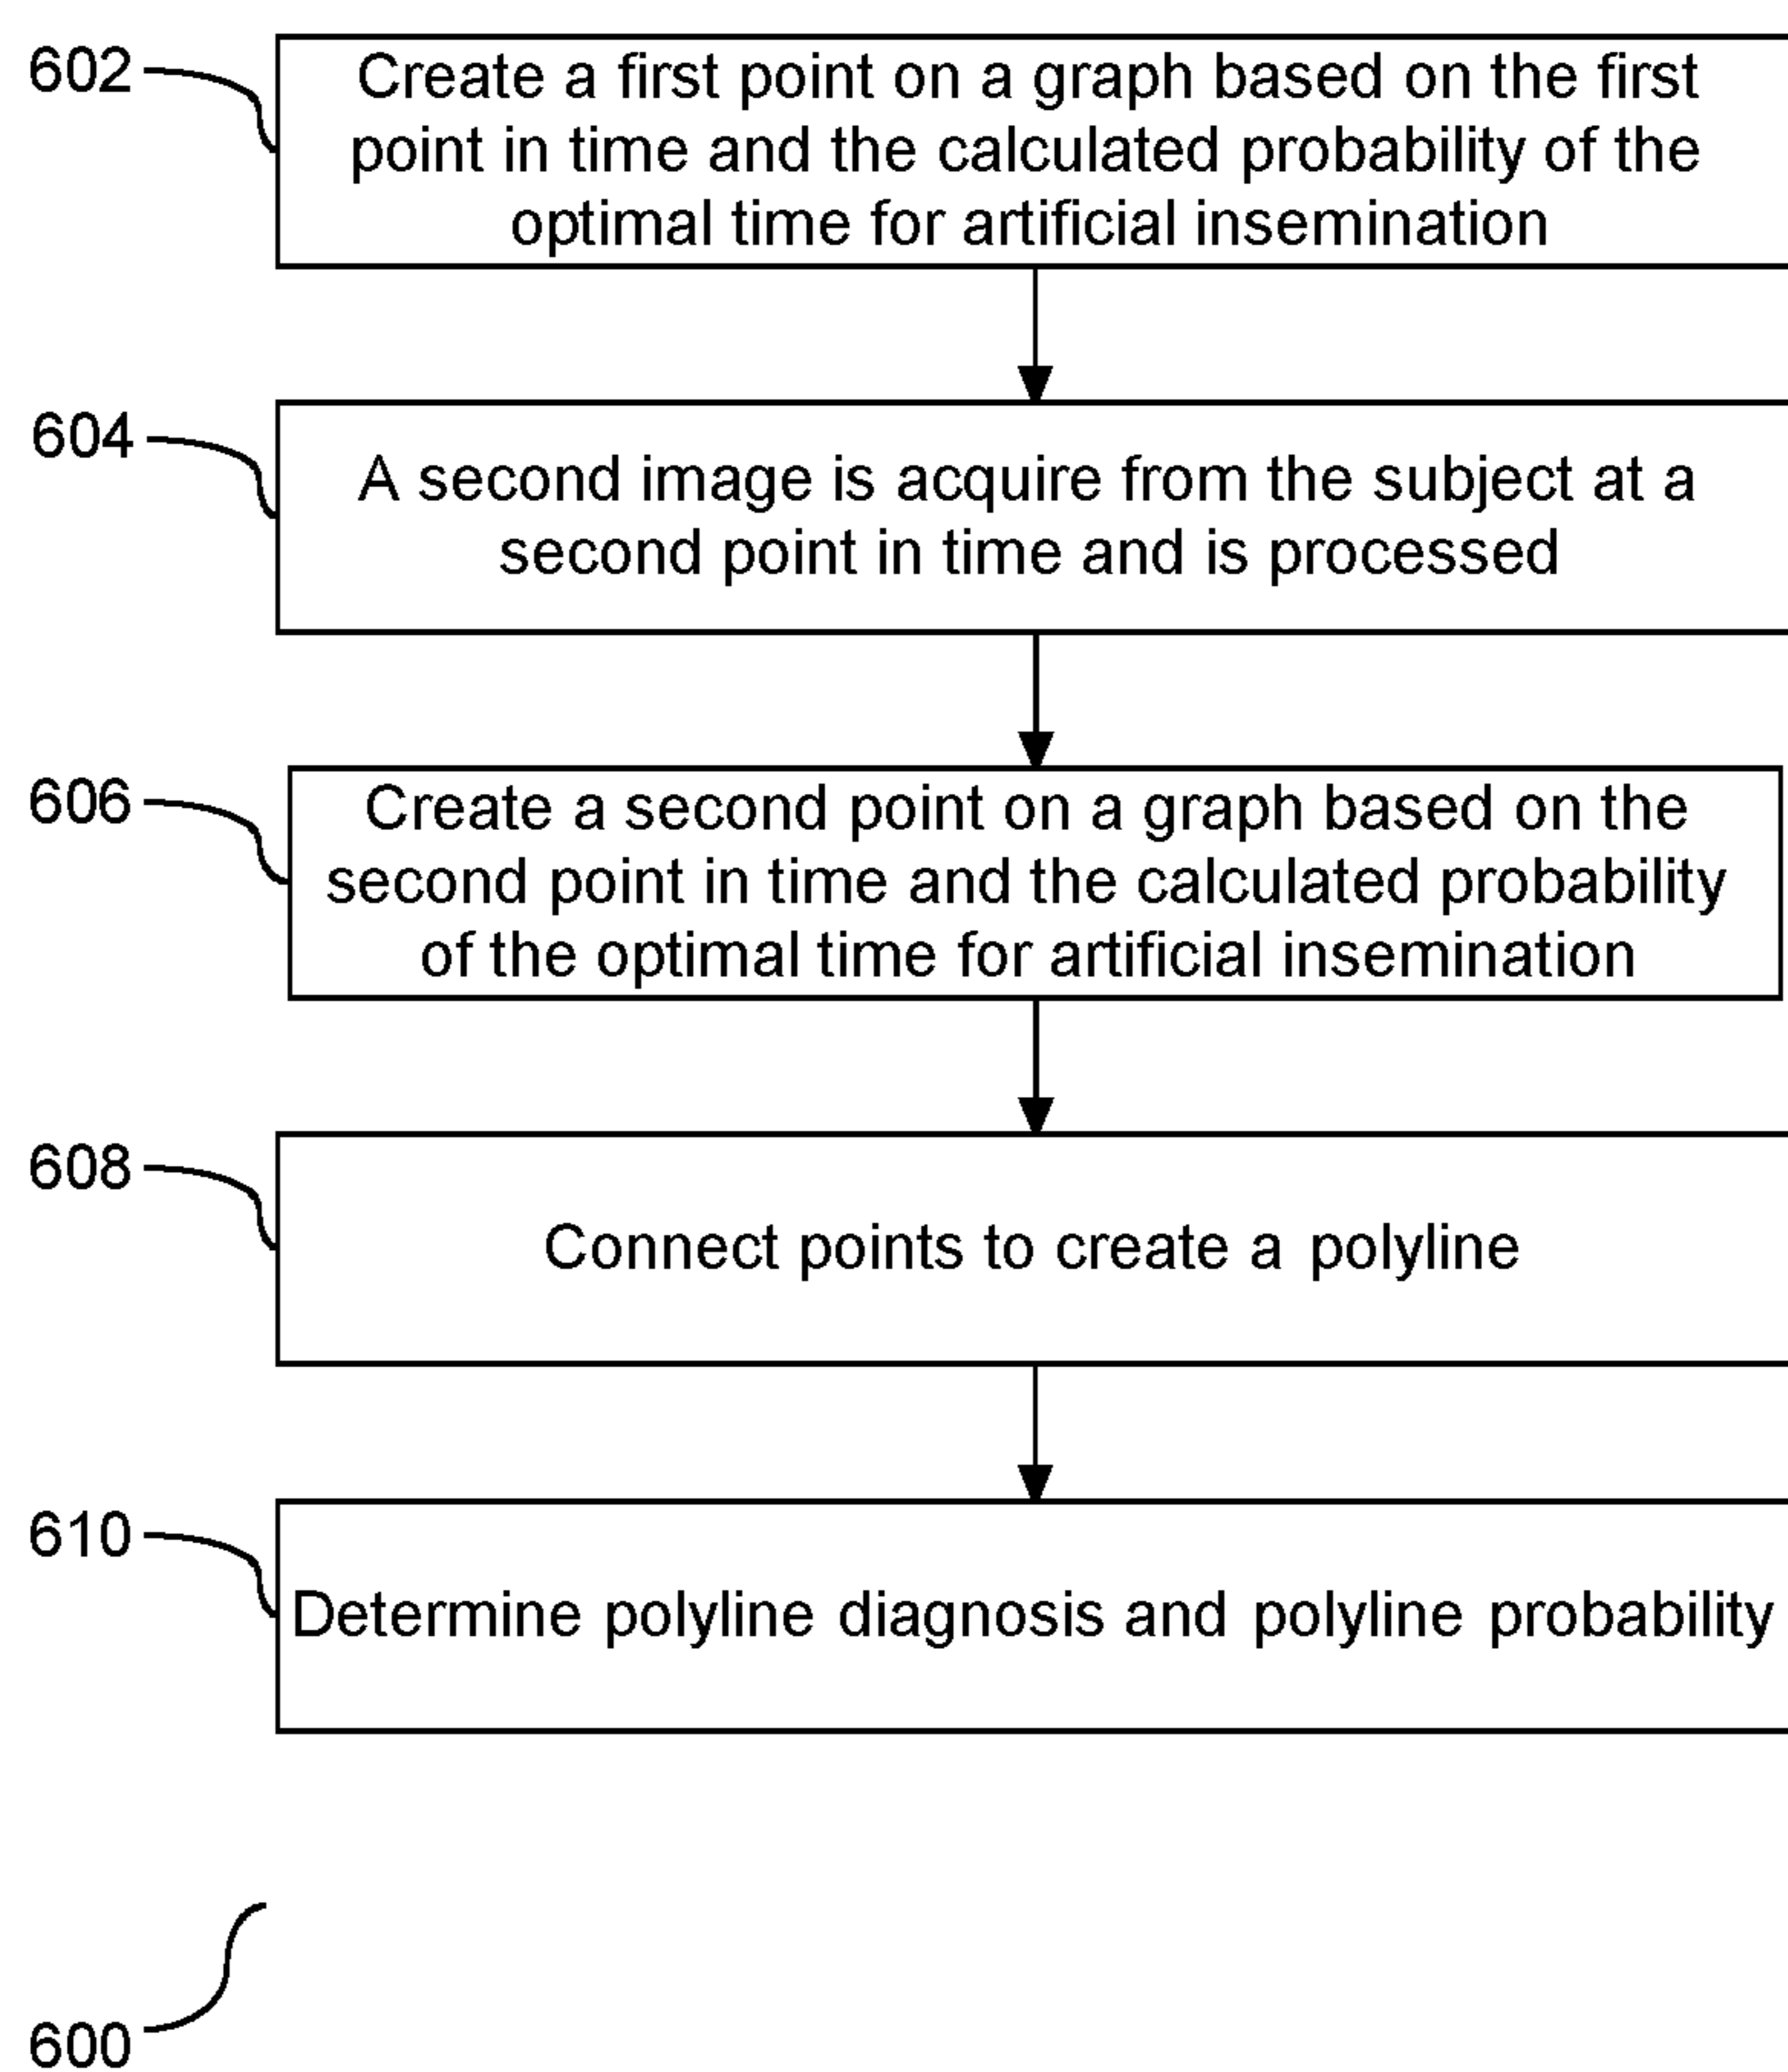 602
Create a first point on a graph based on the first
point in time and the calculated probability of the
optimal time for artificial insemination
604
A second image is acquire from the subject at a
second point in time and is processed
606
Create a second point on a graph based on the
second point in time and the calculated probability
of the optimal time for artificial insemination
608
Connect points to create a polyline
610
Determine polyline diagnosis and polyline probability
600